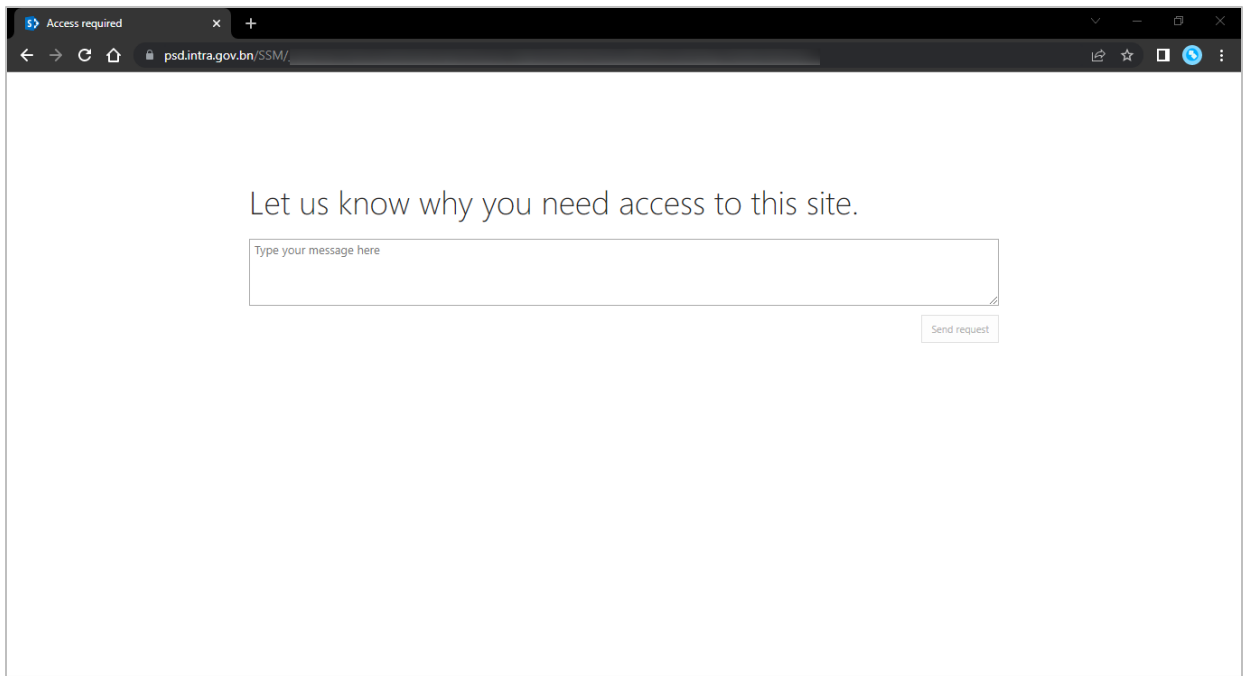 Access required
psd.intra.gov.bn/SSM/
Let us know why you need access to this site.
Type your message here
Send request